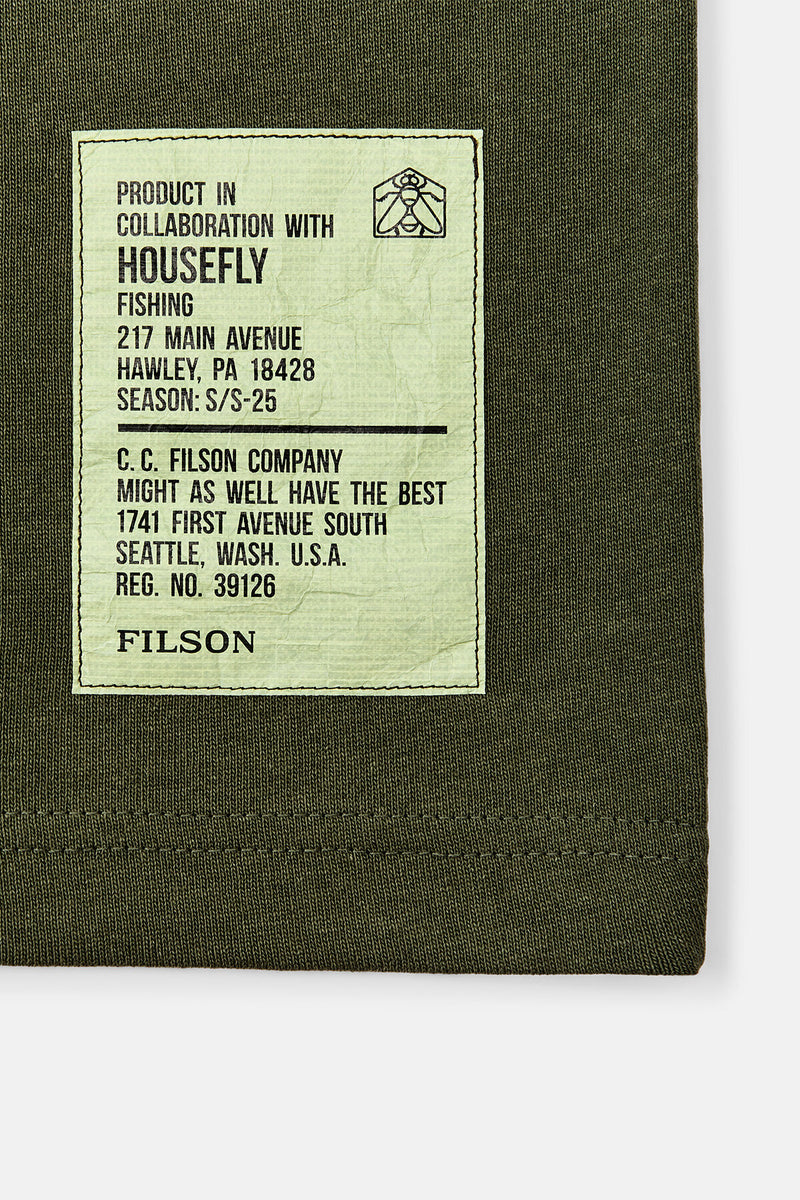 PRODUCT IN
COLLABORATION WITH
HOUSEFLY
FISHING
217 MAIN AVENUE
HAWLEY, PA 18428
SEASON: S/S-25
C. C. FILSON COMPANY
MIGHT AS WELL HAVE THE BEST
1741 FIRST AVENUE SOUTH
SEATTLE, WASH. U.S.A.
REG. NO. 39126
FILSON